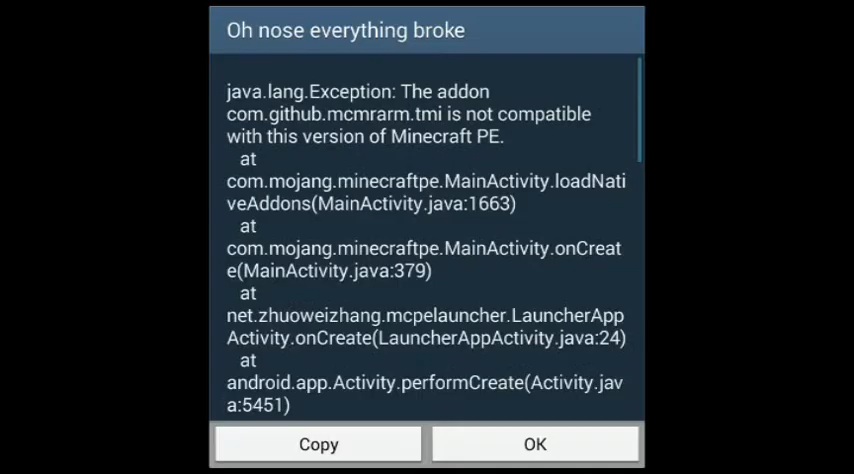 Oh nose everything broke
java.lang.Exception: The addon
com.github.mcmrarm.tmi is not compatible
with this version of Minecraft PE.
at
com.mojang.minecraftpe.MainActivity.loadNati
veAddons(MainActivity.java:1663)
at
com.mojang.minecraftpe.MainActivity.onCreat
e(MainActivity.java:379)
at
net.zhuoweizhang.mcpelauncher.LauncherApp
Activity.onCreate(LauncherAppActivity.java:24)
at
android.app.Activity.performCreate(Activity.jav
a:5451)
Copy
OK